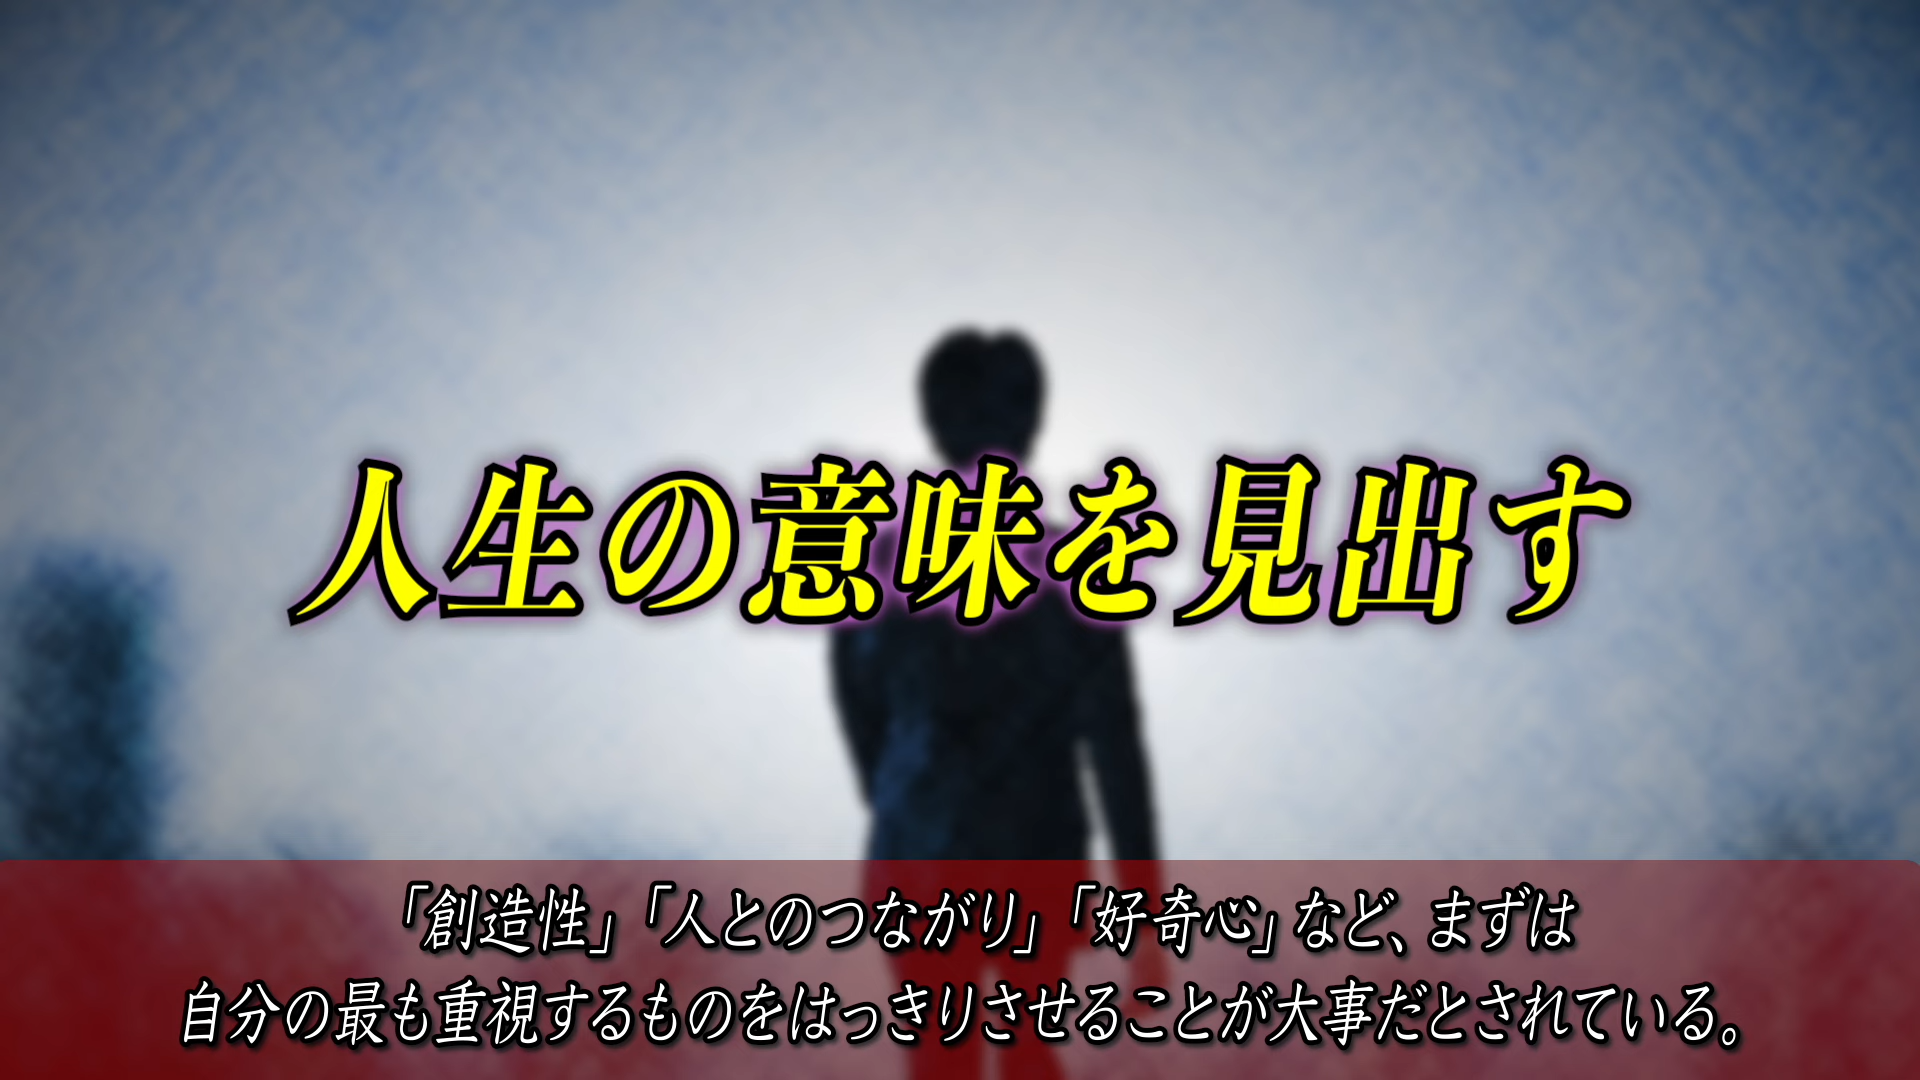 人生の意味を見出す
「創造性」「人とのつながり」「好奇心」など、まずは
自分の最も重視するものをはっきりさせることが大事だとされている。